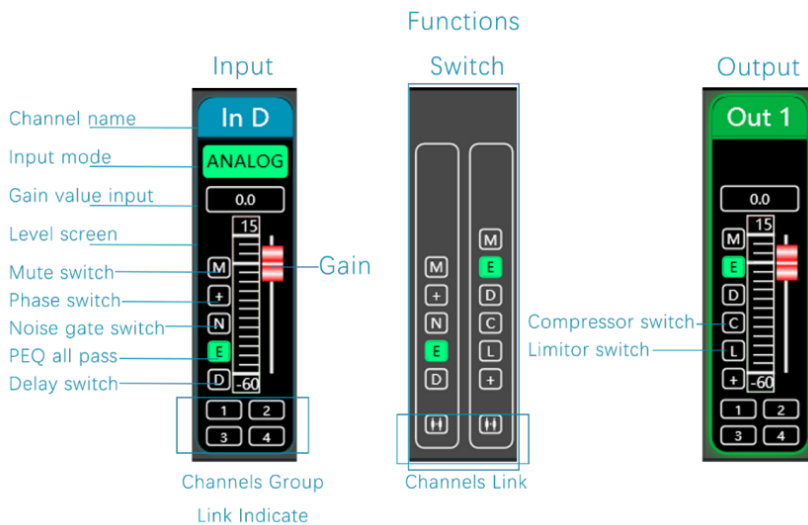 Functions
Input
Switch
Output
Channel name
In D
Out 1
Input mode
ANALOG
Gain value input
0.0
0.0
Level screen
15
15
M
M
E
E
Mute switch
M
M
Gain
Phase switch
+
+
D
D
Noise gate switch
N
N
C
Compressor switch
C
PEQ all pass
E
E
L
Limitor switch
L
Delay switch
D
-60
D
+
+
-60
1
2
1
2
3
4
3
4
Channels Group
Link Indicate
Channels Link